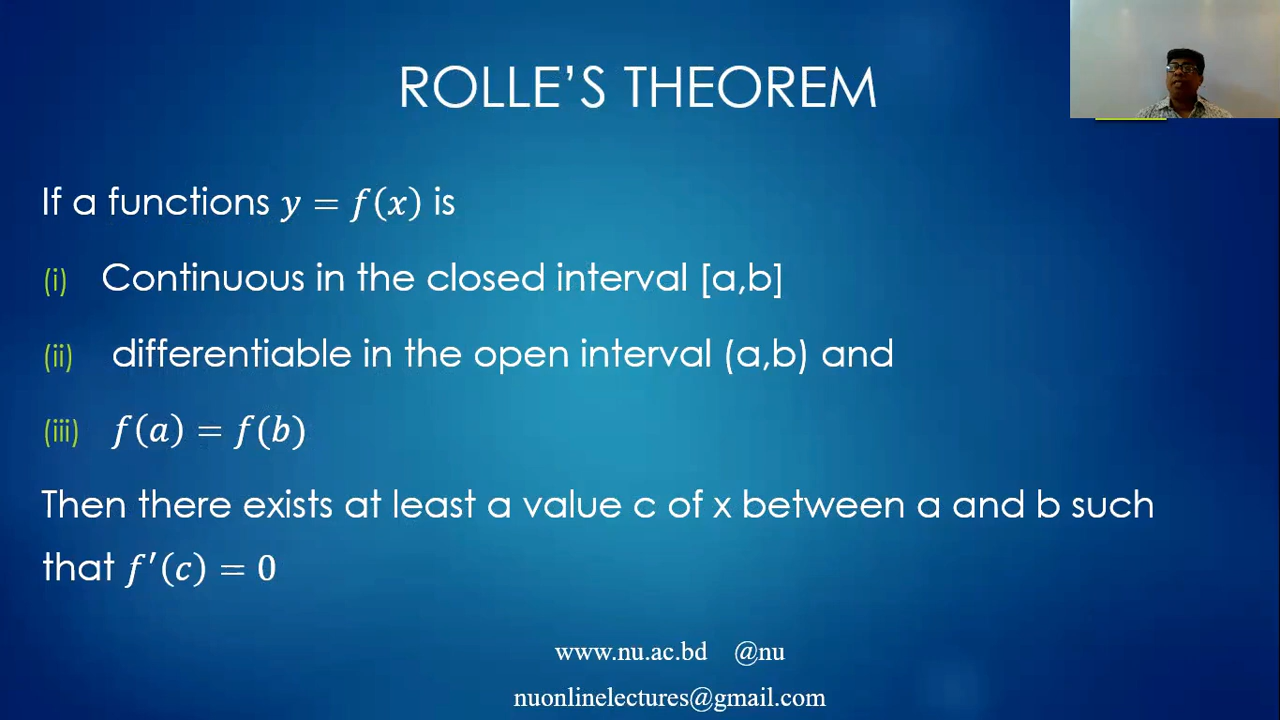 ROLLE’S THEOREM
If a functions y = f(x) is
(i) Continuous in the closed interval [a,b]
(ii) differentiable in the open interval (a,b) and
(iii) f(a) = f(b)
Then there exists at least a value c of x between a and b such
that f′(c) = 0
www.nu.ac.bd @nu
nuonlinelectures@gmail.com